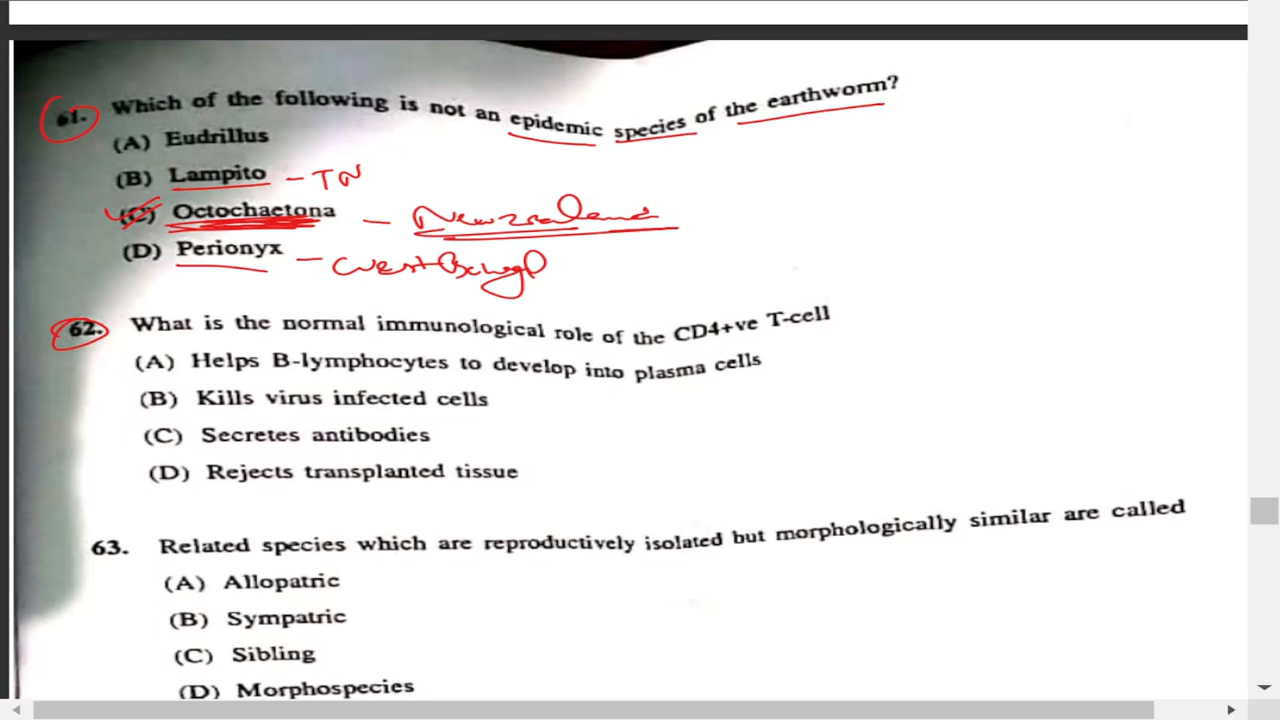 61. Which of the following is not an epidemic species of the earthworm?
(A) Eudrillus
(B) Lampito - TN
(C) Octochaetona - Newzealand
(D) Perionyx - West Bengal
62. What is the normal immunological role of the CD4+ve T-cell
(A) Helps B-lymphocytes to develop into plasma cells
(B) Kills virus infected cells
(C) Secretes antibodies
(D) Rejects transplanted tissue
63. Related species which are reproductively isolated but morphologically similar are called
(A) Allopatric
(B) Sympatric
(C) Sibling
(D) Morphospecies